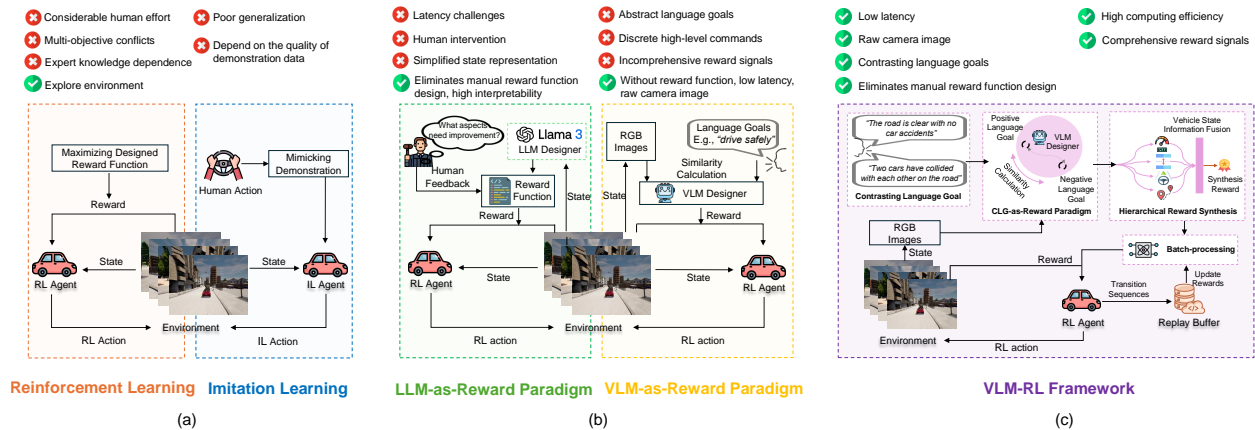 Considerable human effort
Multi-objective conflicts
Expert knowledge dependence
Explore environment
Poor generalization
Depend on the quality of
demonstration data
Maximizing Designed
Reward Function
Reward
RL Agent
State
Environment
RL Action
Human Action
Mimicking
Demonstration
State
IL Agent
IL Action
Reinforcement Learning
Imitation Learning
(a)
Latency challenges
Human intervention
Simplified state representation
Eliminates manual reward function
design, high interpretability
Abstract language goals
Discrete high-level commands
Incomprehensive reward signals
Without reward function, low latency,
raw camera image
What aspects
need improvement?
Llama 3
LLM Designer
Human
Feedback
Reward
Function
State
Reward
RL Agent
State
RL action
Environment
RGB
Images
Language Goals
E.g., “drive safely”
Similarity
Calculation
State
VLM Designer
Reward
State
RL Agent
RL action
LLM-as-Reward Paradigm
VLM-as-Reward Paradigm
(b)
Low latency
Raw camera image
Contrasting language goals
Eliminates manual reward function design
High computing efficiency
Comprehensive reward signals
“The road is clear with no
car accidents”
“Two cars have collided
with each other on the road”
Contrasting Language Goal
Positive
Language
Goal
VLM
Designer
Similarity
Calculation
Negative
Language
Goal
CLG-as-Reward Paradigm
Vehicle State
Information Fusion
Synthesis
Reward
Hierarchical Reward Synthesis
RGB
Images
State
Environment
Reward
Batch-processing
RL Agent
Transition
Sequences
Update
Rewards
Replay Buffer
RL action
VLM-RL Framework
(c)